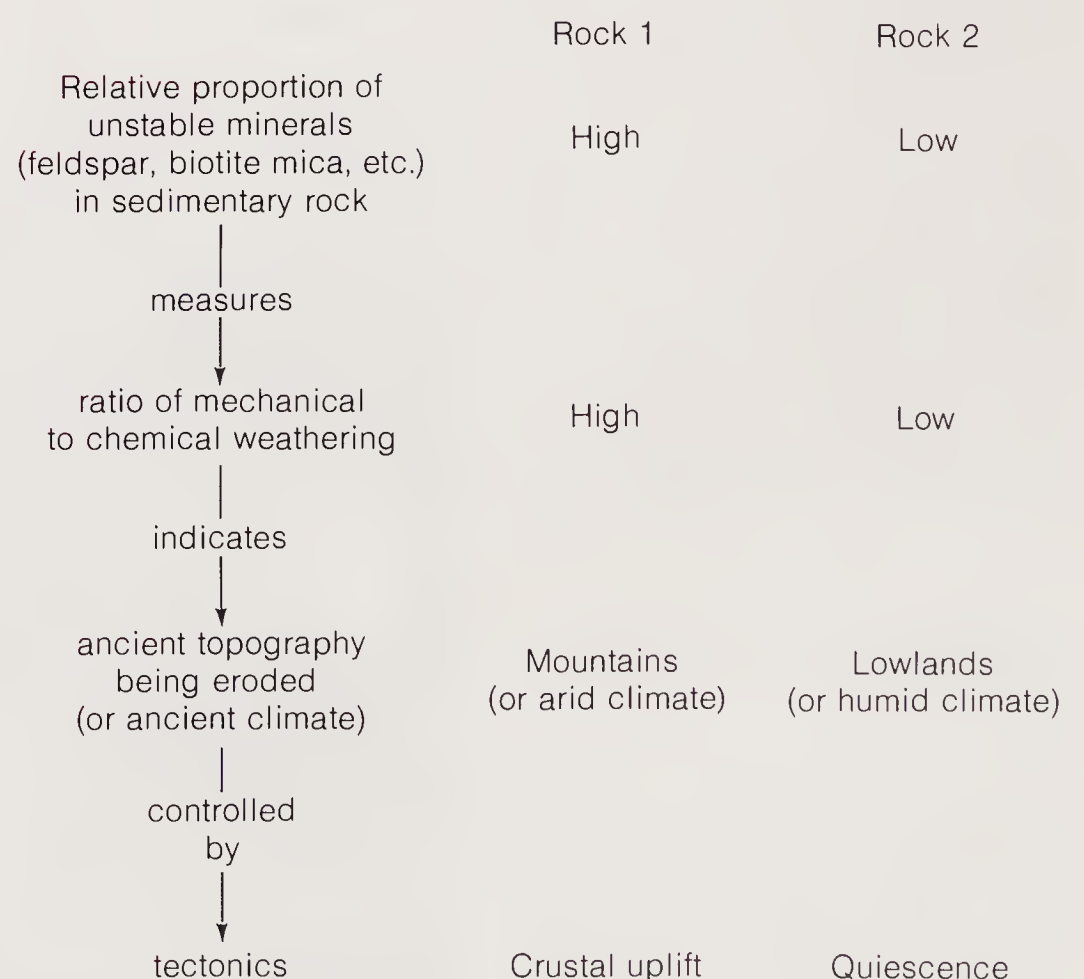 Rock 1 Rock 2
Relative proportion of
unstable minerals
(feldspar, biotite mica, etc.)
in sedimentary rock
High Low
measures
ratio of mechanical
to chemical weathering
High Low
indicates
ancient topography
being eroded
(or ancient climate)
Mountains
(or arid climate)
Lowlands
(or humid climate)
controlled
by
tectonics Crustal uplift Quiescence